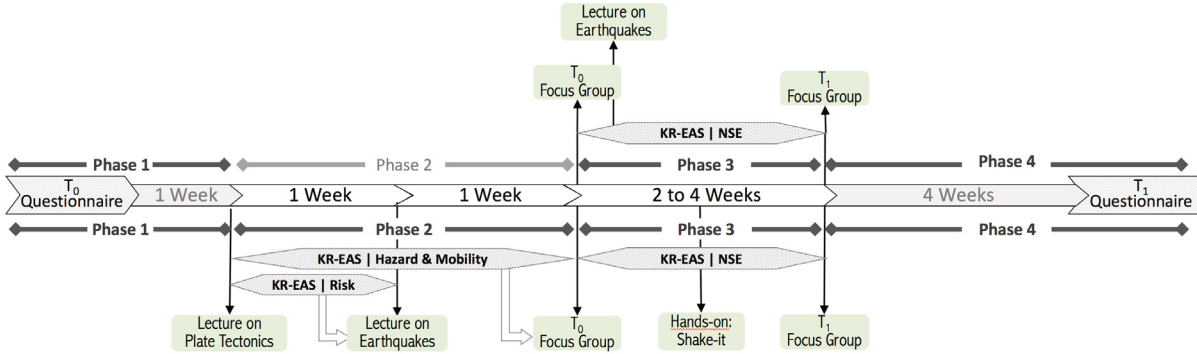 Lecture on
Earthquakes
T0
Focus Group
T1
Focus Group
KR-EAS | NSE
Phase 1
Phase 2
Phase 3
Phase 4
T0
Questionnaire
1 Week
1 Week
1 Week
2 to 4 Weeks
4 Weeks
T1
Questionnaire
Phase 1
Phase 2
Phase 3
Phase 4
KR-EAS | Hazard & Mobility
KR-EAS | NSE
KR-EAS | Risk
Lecture on
Plate Tectonics
Lecture on
Earthquakes
T0
Focus Group
Hands-on:
Shake-it
T1
Focus Group